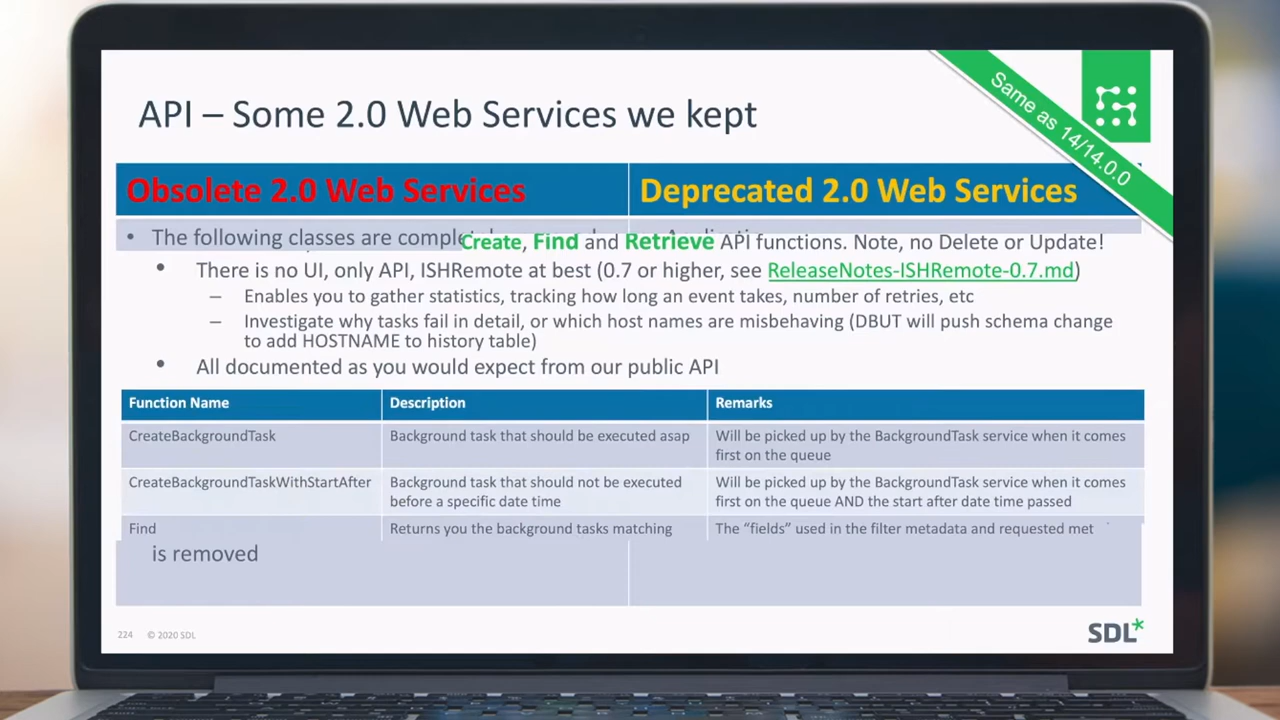 API – Some 2.0 Web Services we kept
Same as 14/14.0.0
Obsolete 2.0 Web Services
Deprecated 2.0 Web Services
• The following classes are
Create, Find and Retrieve API functions. Note, no Delete or Update!
• There is no UI, only API, ISHRemote at best (0.7 or higher, see ReleaseNotes-ISHRemote-0.7.md)
– Enables you to gather statistics, tracking how long an event takes, number of retries, etc
– Investigate why tasks fail in detail, or which host names are misbehaving (DBUT will push schema change
to add HOSTNAME to history table)
• All documented as you would expect from our public API
Function Name
Description
Remarks
CreateBackgroundTask
Background task that should be executed asap
Will be picked up by the BackgroundTask service when it comes
first on the queue
CreateBackgroundTaskWithStartAfter
Background task that should not be executed
before a specific date time
Will be picked up by the BackgroundTask service when it comes
first on the queue AND the start after date time passed
Find
Returns you the background tasks matching
The “fields” used in the filter metadata and requested met
is removed
224 © 2020 SDL
SDL*